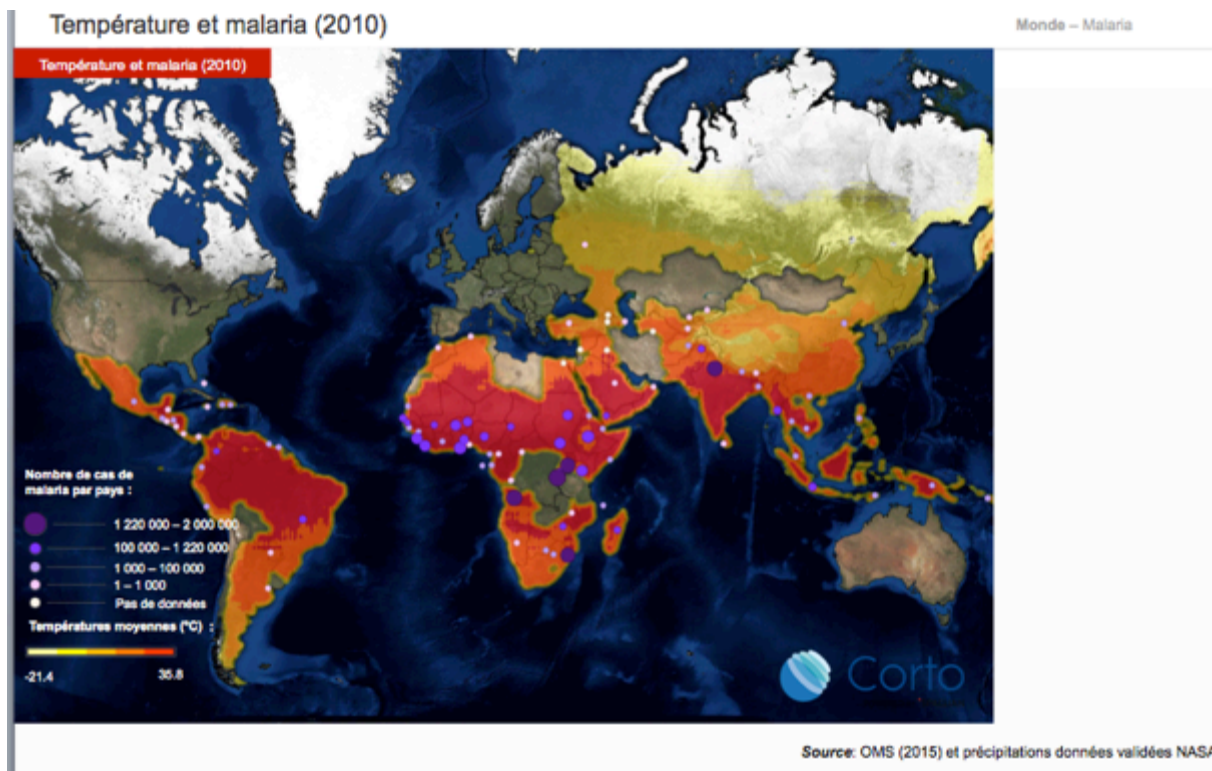 Température et malaria (2010)
Monde – Malaria
Température et malaria (2010)
Nombre de cas de
malaria par pays :
1 220 000 – 2 000 000
100 000 – 1 220 000
1 000 – 100 000
1 – 1 000
Pas de données
Températures moyennes (°C) :
-21.4
35.8
Corto
Source: OMS (2015) et précipitations données validées NASA